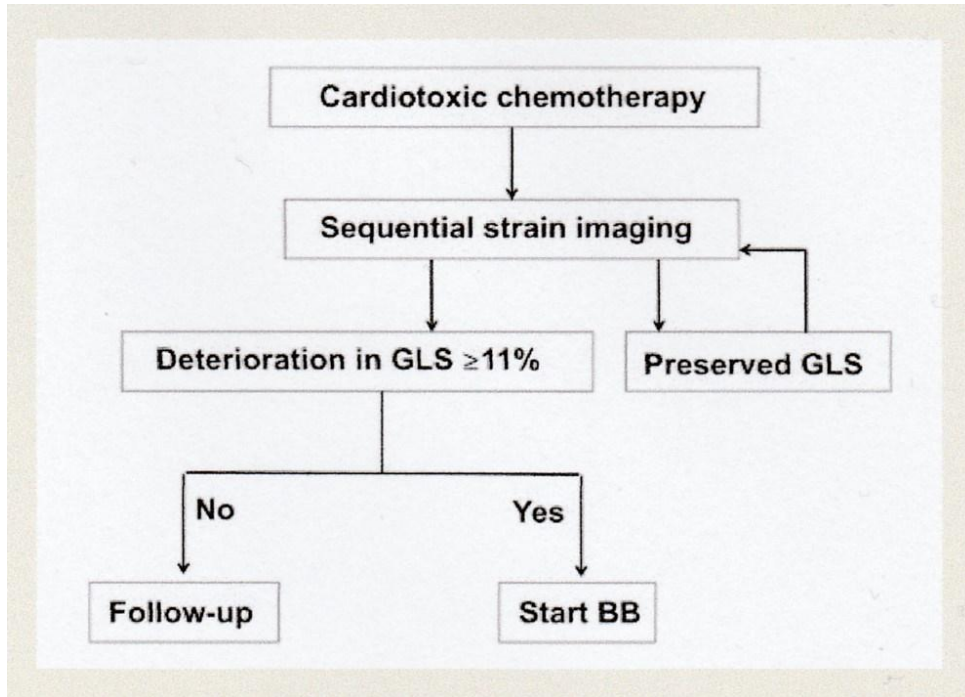 Cardiotoxic chemotherapy
Sequential strain imaging
Deterioration in GLS ≥11%
Preserved GLS
No
Yes
Follow-up
Start BB